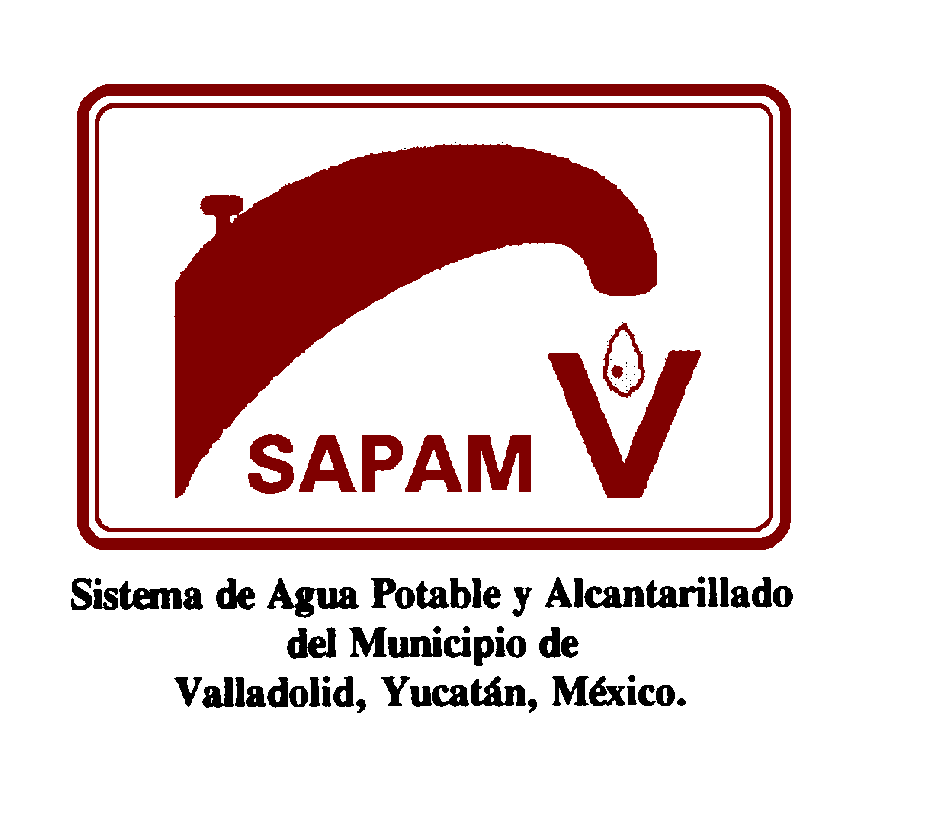 SAPAM V
Sistema de Agua Potable y Alcantarillado
del Municipio de
Valladolid, Yucatán, México.